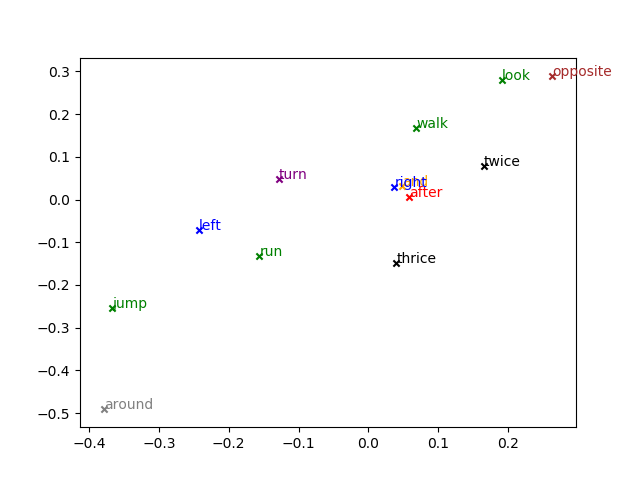 0.3
look
opposite
0.2
walk
0.1
twice
turn
right
after
0.0
left
−0.1
run
thrice
−0.2
jump
−0.3
−0.4
around
−0.5
−0.4 −0.3 −0.2 −0.1 0.0 0.1 0.2